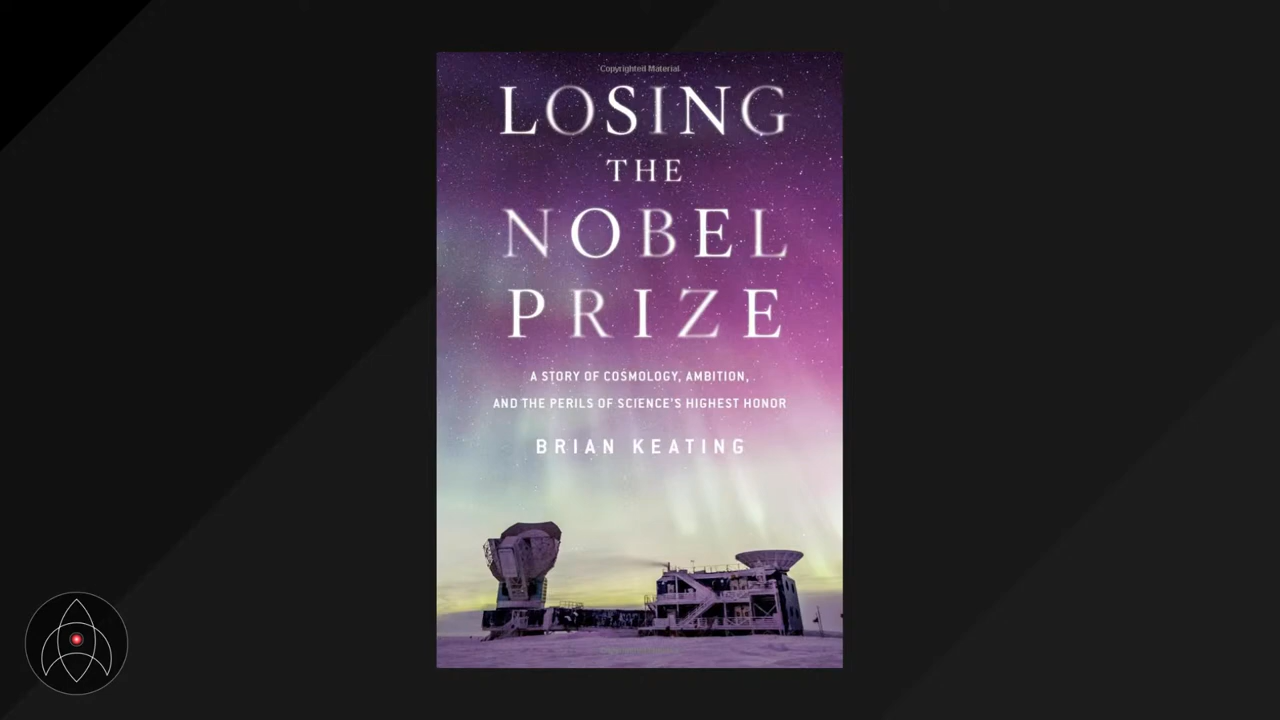 Copyrighted Material
LOSING
THE
NOBEL
PRIZE
A STORY OF COSMOLOGY, AMBITION,
AND THE PERILS OF SCIENCE'S HIGHEST HONOR
BRIAN KEATING